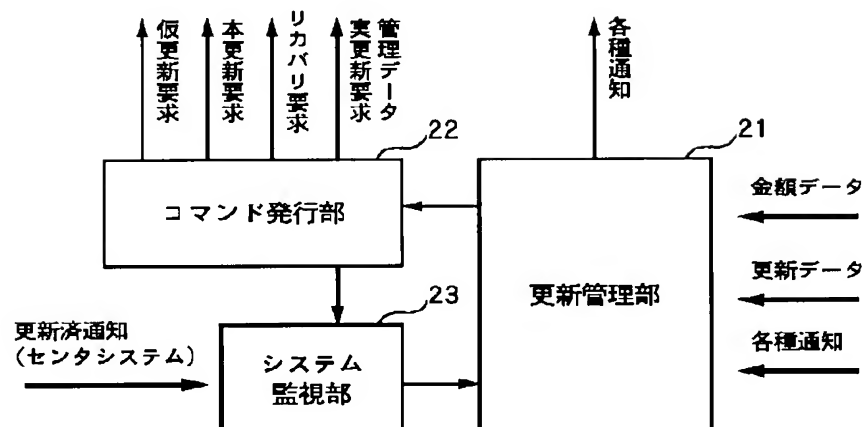 仮更新要求
本更新要求
リカバリ要求
管理データ
実更新要求
各種通知
22
21
コマンド発行部
金額データ
更新データ
更新管理部
23
更新済通知
(センタシステム)
システム
監視部
各種通知